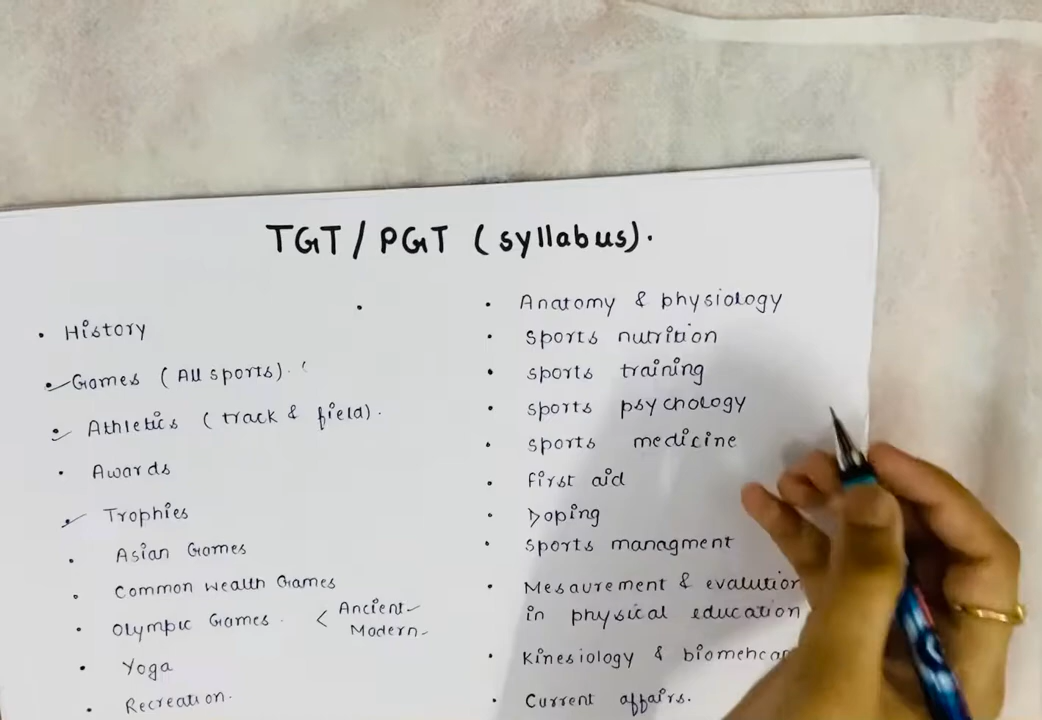 TGT / PGT (syllabus).
• History
• Games (All sports). (
• Athletics (track & field).
• Awards
Trophies
• Asian Games
• Common wealth Games
• Olympic Games. < Ancient-
Modern-
• Yoga
• Recreation.
• Anatomy & physiology
• Sports nutrition
• sports training
• sports psychology
• sports medicine
• first aid
• Doping
• Sports managment
• Mesaurement & evalution
in physical education
• Kinesiology &
• Current affairs.